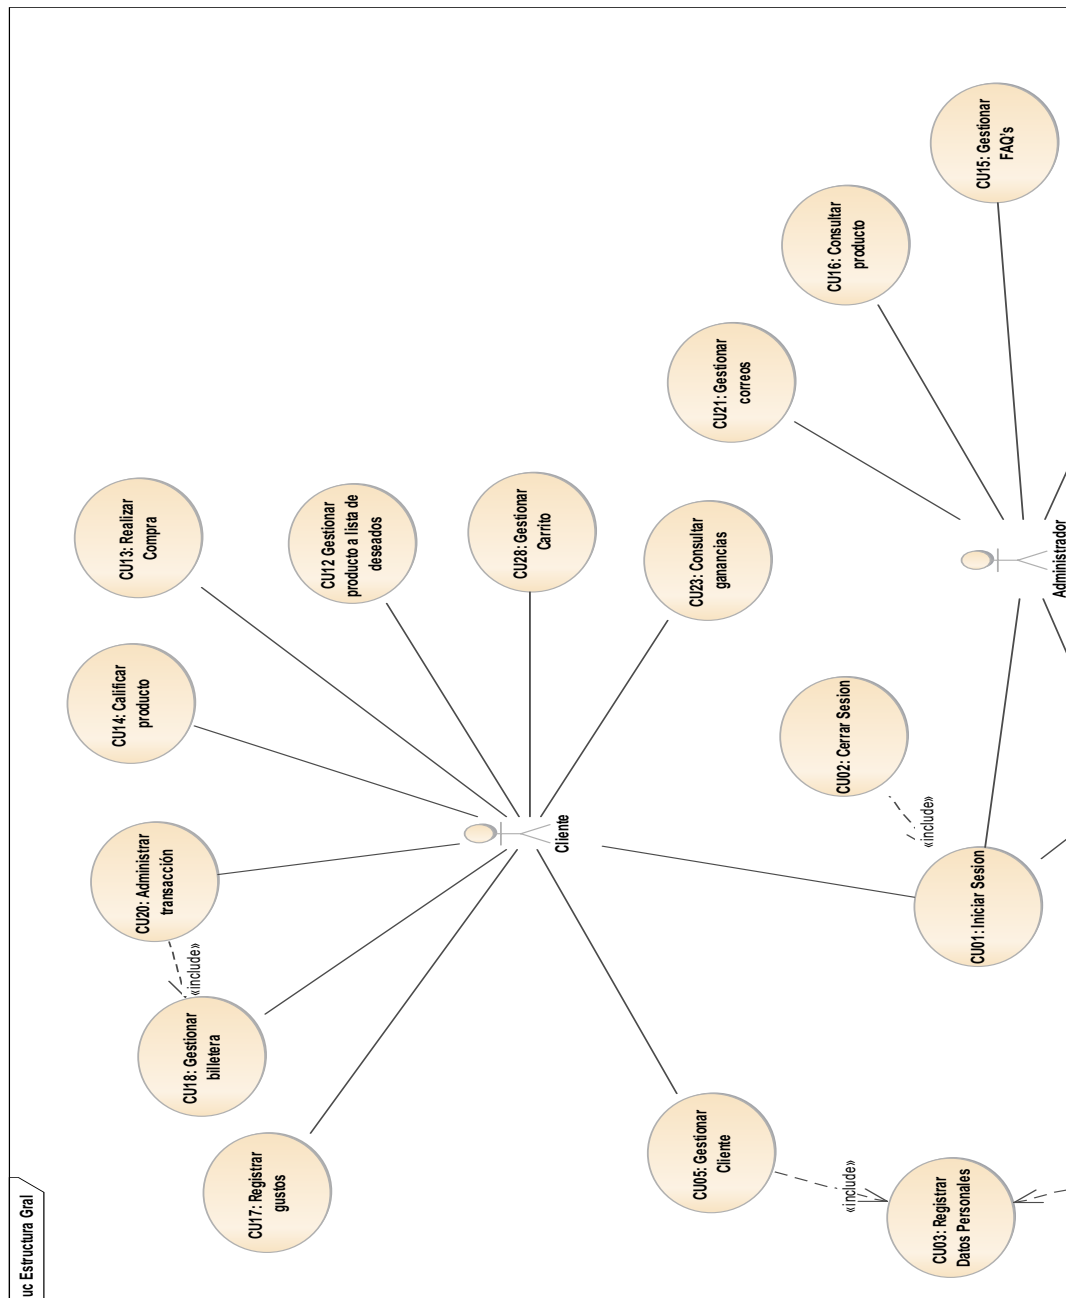 uc Estructura Gral
CU17: Registrar
gustos
CU18: Gestionar
billetera
«include»
CU20: Administrar
transacción
CU14: Calificar
producto
CU13: Realizar
Compra
CU12 Gestionar
producto a lista de
deseados
CU28: Gestionar
Carrito
CU23: Consultar
ganancias
Cliente
CU05: Gestionar
Cliente
«include»
CU03: Registrar
Datos Personales
CU01: Iniciar Sesion
«include»
CU02: Cerrar Sesion
CU21: Gestionar
correos
CU16: Consultar
producto
CU15: Gestionar
FAQ's
Administrador